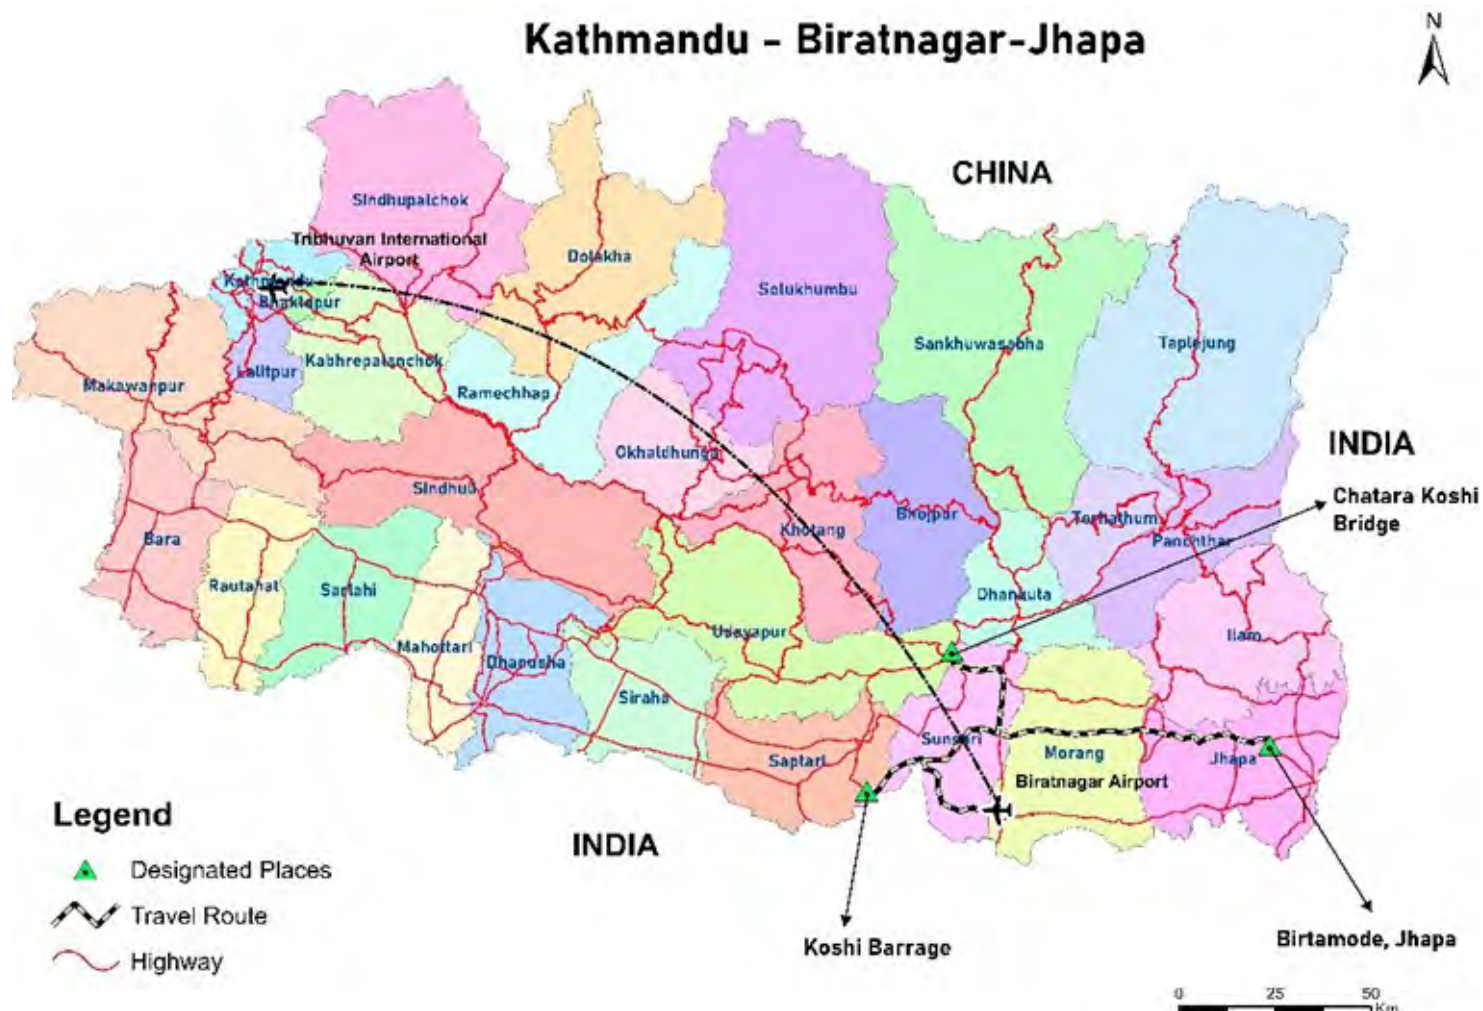 Kathmandu - Biratnagar-Jhapa
N
CHINA
Sindhupalchok
Tribhuvan International
Airport
Dolakha
Kathmandu
Bhaktapur
Solukhumbu
Sankhuwasabha
Taplejung
Makawanpur
Lalitpur
Kabhrepalanchok
Ramechhap
INDIA
Okhaldhunga
Chatara Koshi
Bridge
Sindhuli
Khotang
Bhojpur
Terhathum
Panchthar
Bara
Rautahat
Sarlahi
Dhankuta
Mahottari
Dhanusha
Udayapur
Ilam
Siraha
Sunsari
Saptari
Morang
Jhapa
Biratnagar Airport
Legend
INDIA
Designated Places
Travel Route
Highway
Koshi Barrage
Birtamode, Jhapa
0 25 50
Km